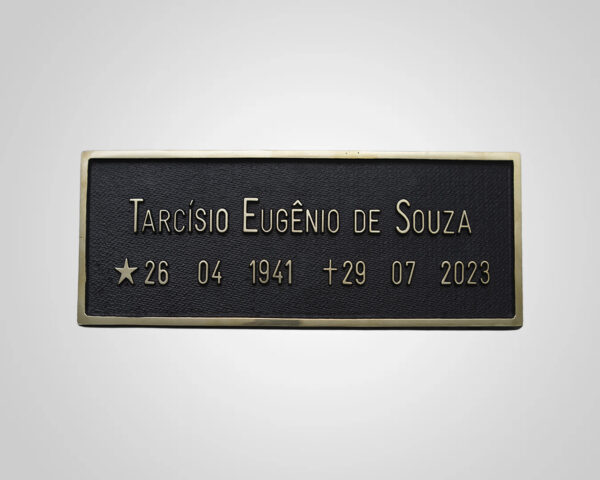 Tarcísio Eugênio de Souza
★26 04 1941 ✝29 07 2023